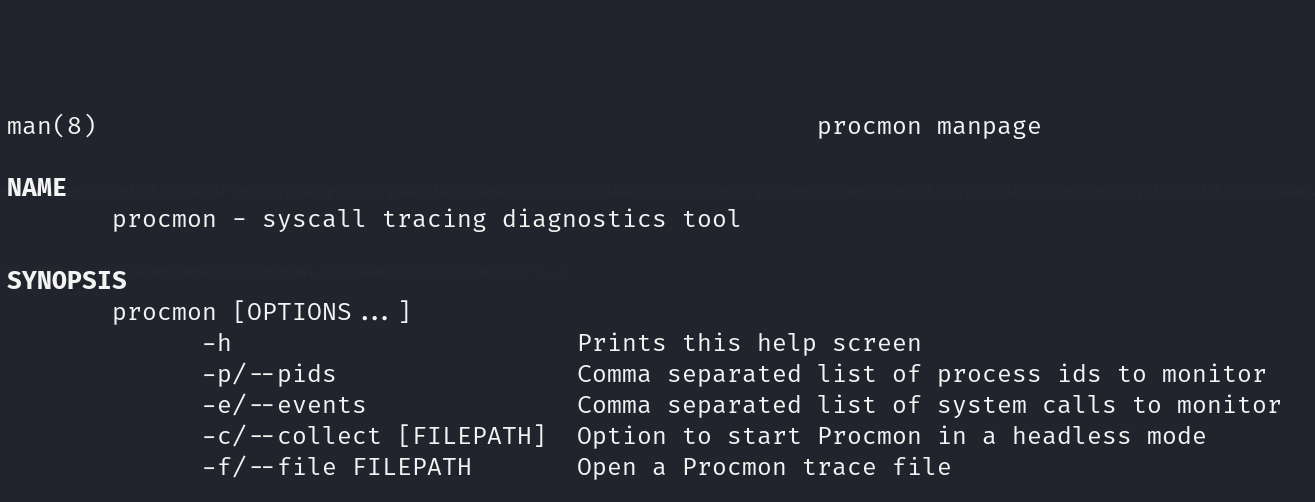 man(8) procmon manpage
NAME
procmon - syscall tracing diagnostics tool
SYNOPSIS
procmon [OPTIONS...]
-h Prints this help screen
-p/--pids Comma separated list of process ids to monitor
-e/--events Comma separated list of system calls to monitor
-c/--collect [FILEPATH] Option to start Procmon in a headless mode
-f/--file FILEPATH Open a Procmon trace file